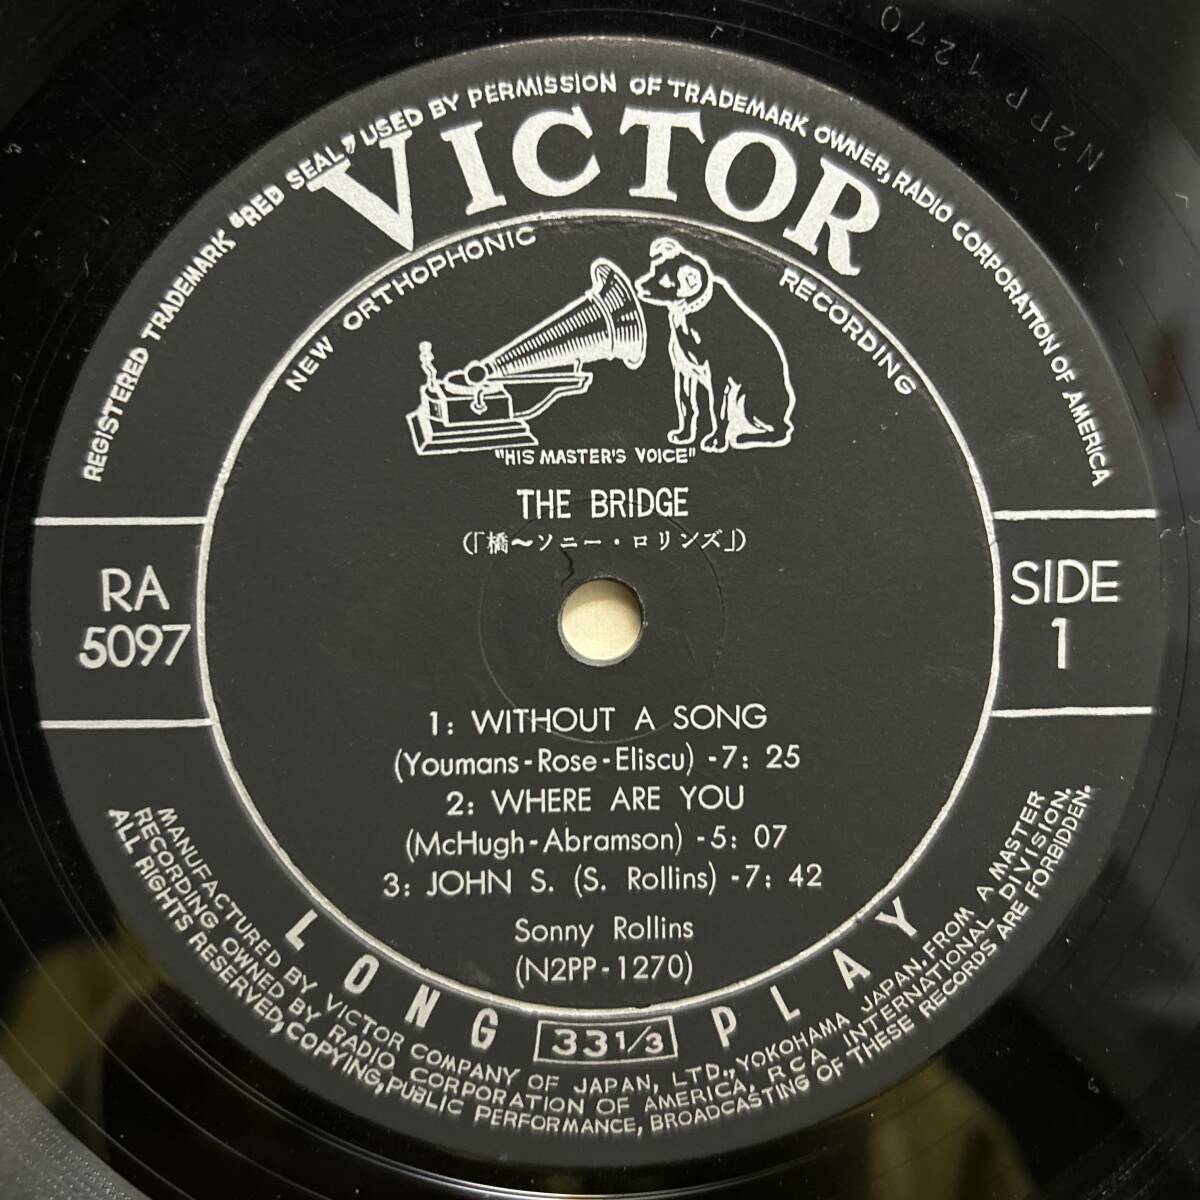 REGISTERED TRADEMARK "RED SEAL" USED BY PERMISSION OF TRADEMARK OWNER, RADIO CORPORATION OF AMERICA
VICTOR
NEW ORTHOPHONIC RECORDING
"HIS MASTER'S VOICE"
THE BRIDGE
(「橋〜ソニー・ロリンズ」)
RA
5097
SIDE
1
1: WITHOUT A SONG
(Youmans-Rose-Eliscu) -7: 25
2: WHERE ARE YOU
(McHugh-Abramson) -5: 07
3: JOHN S. (S. Rollins) -7: 42
Sonny Rollins
(N2PP-1270)
LONG 33 1/3 PLAY
MANUFACTURED BY VICTOR COMPANY OF JAPAN, LTD., YOKOHAMA JAPAN. FROM A MASTER
RECORDING OWNED BY RADIO CORPORATION OF AMERICA. RCA INTERNATIONAL DIVISION.
ALL RIGHTS RESERVED, COPYING, PUBLIC PERFORMANCE, BROADCASTING OF THESE RECORDS ARE FORBIDDEN.
N2PP 1270